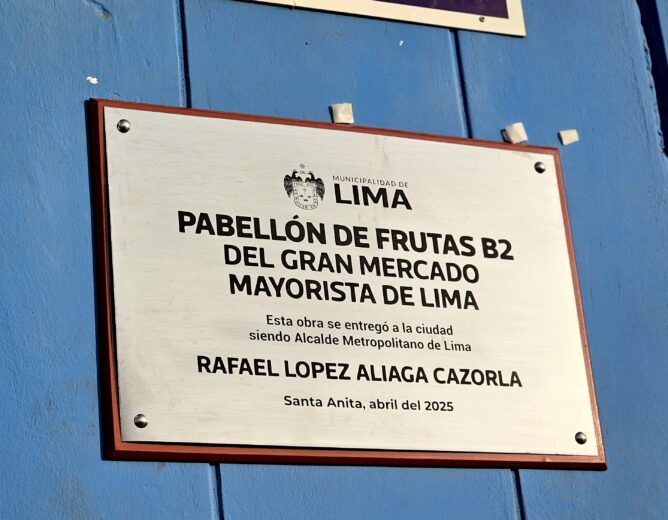 MUNICIPALIDAD DE
LIMA
PABELLÓN DE FRUTAS B2
DEL GRAN MERCADO
MAYORISTA DE LIMA
Esta obra se entregó a la ciudad
siendo Alcalde Metropolitano de Lima
RAFAEL LOPEZ ALIAGA CAZORLA
Santa Anita, abril del 2025